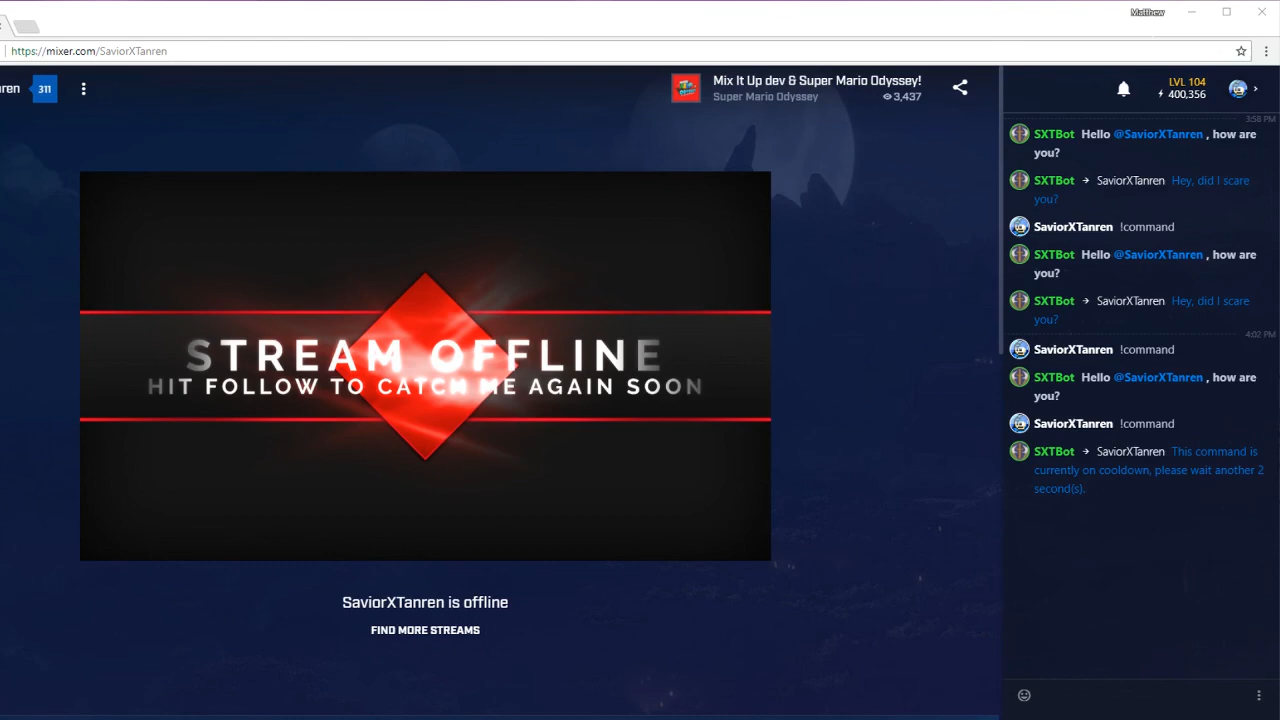 Matthew
https://mixer.com/SaviorXTanren
ren 311
Mix It Up dev & Super Mario Odyssey!
Super Mario Odyssey 3,437
LVL 104
400,356
STREAM OFFLINE
HIT FOLLOW TO CATCH ME AGAIN SOON
SaviorXTanren is offline
FIND MORE STREAMS
3:58 PM
SXTBot Hello @SaviorXTanren , how are
you?
SXTBot → SaviorXTanren Hey, did I scare
you?
SaviorXTanren !command
SXTBot Hello @SaviorXTanren , how are
you?
SXTBot → SaviorXTanren Hey, did I scare
you?
4:02 PM
SaviorXTanren !command
SXTBot Hello @SaviorXTanren , how are
you?
SaviorXTanren !command
SXTBot → SaviorXTanren This command is
currently on cooldown, please wait another 2
second(s).